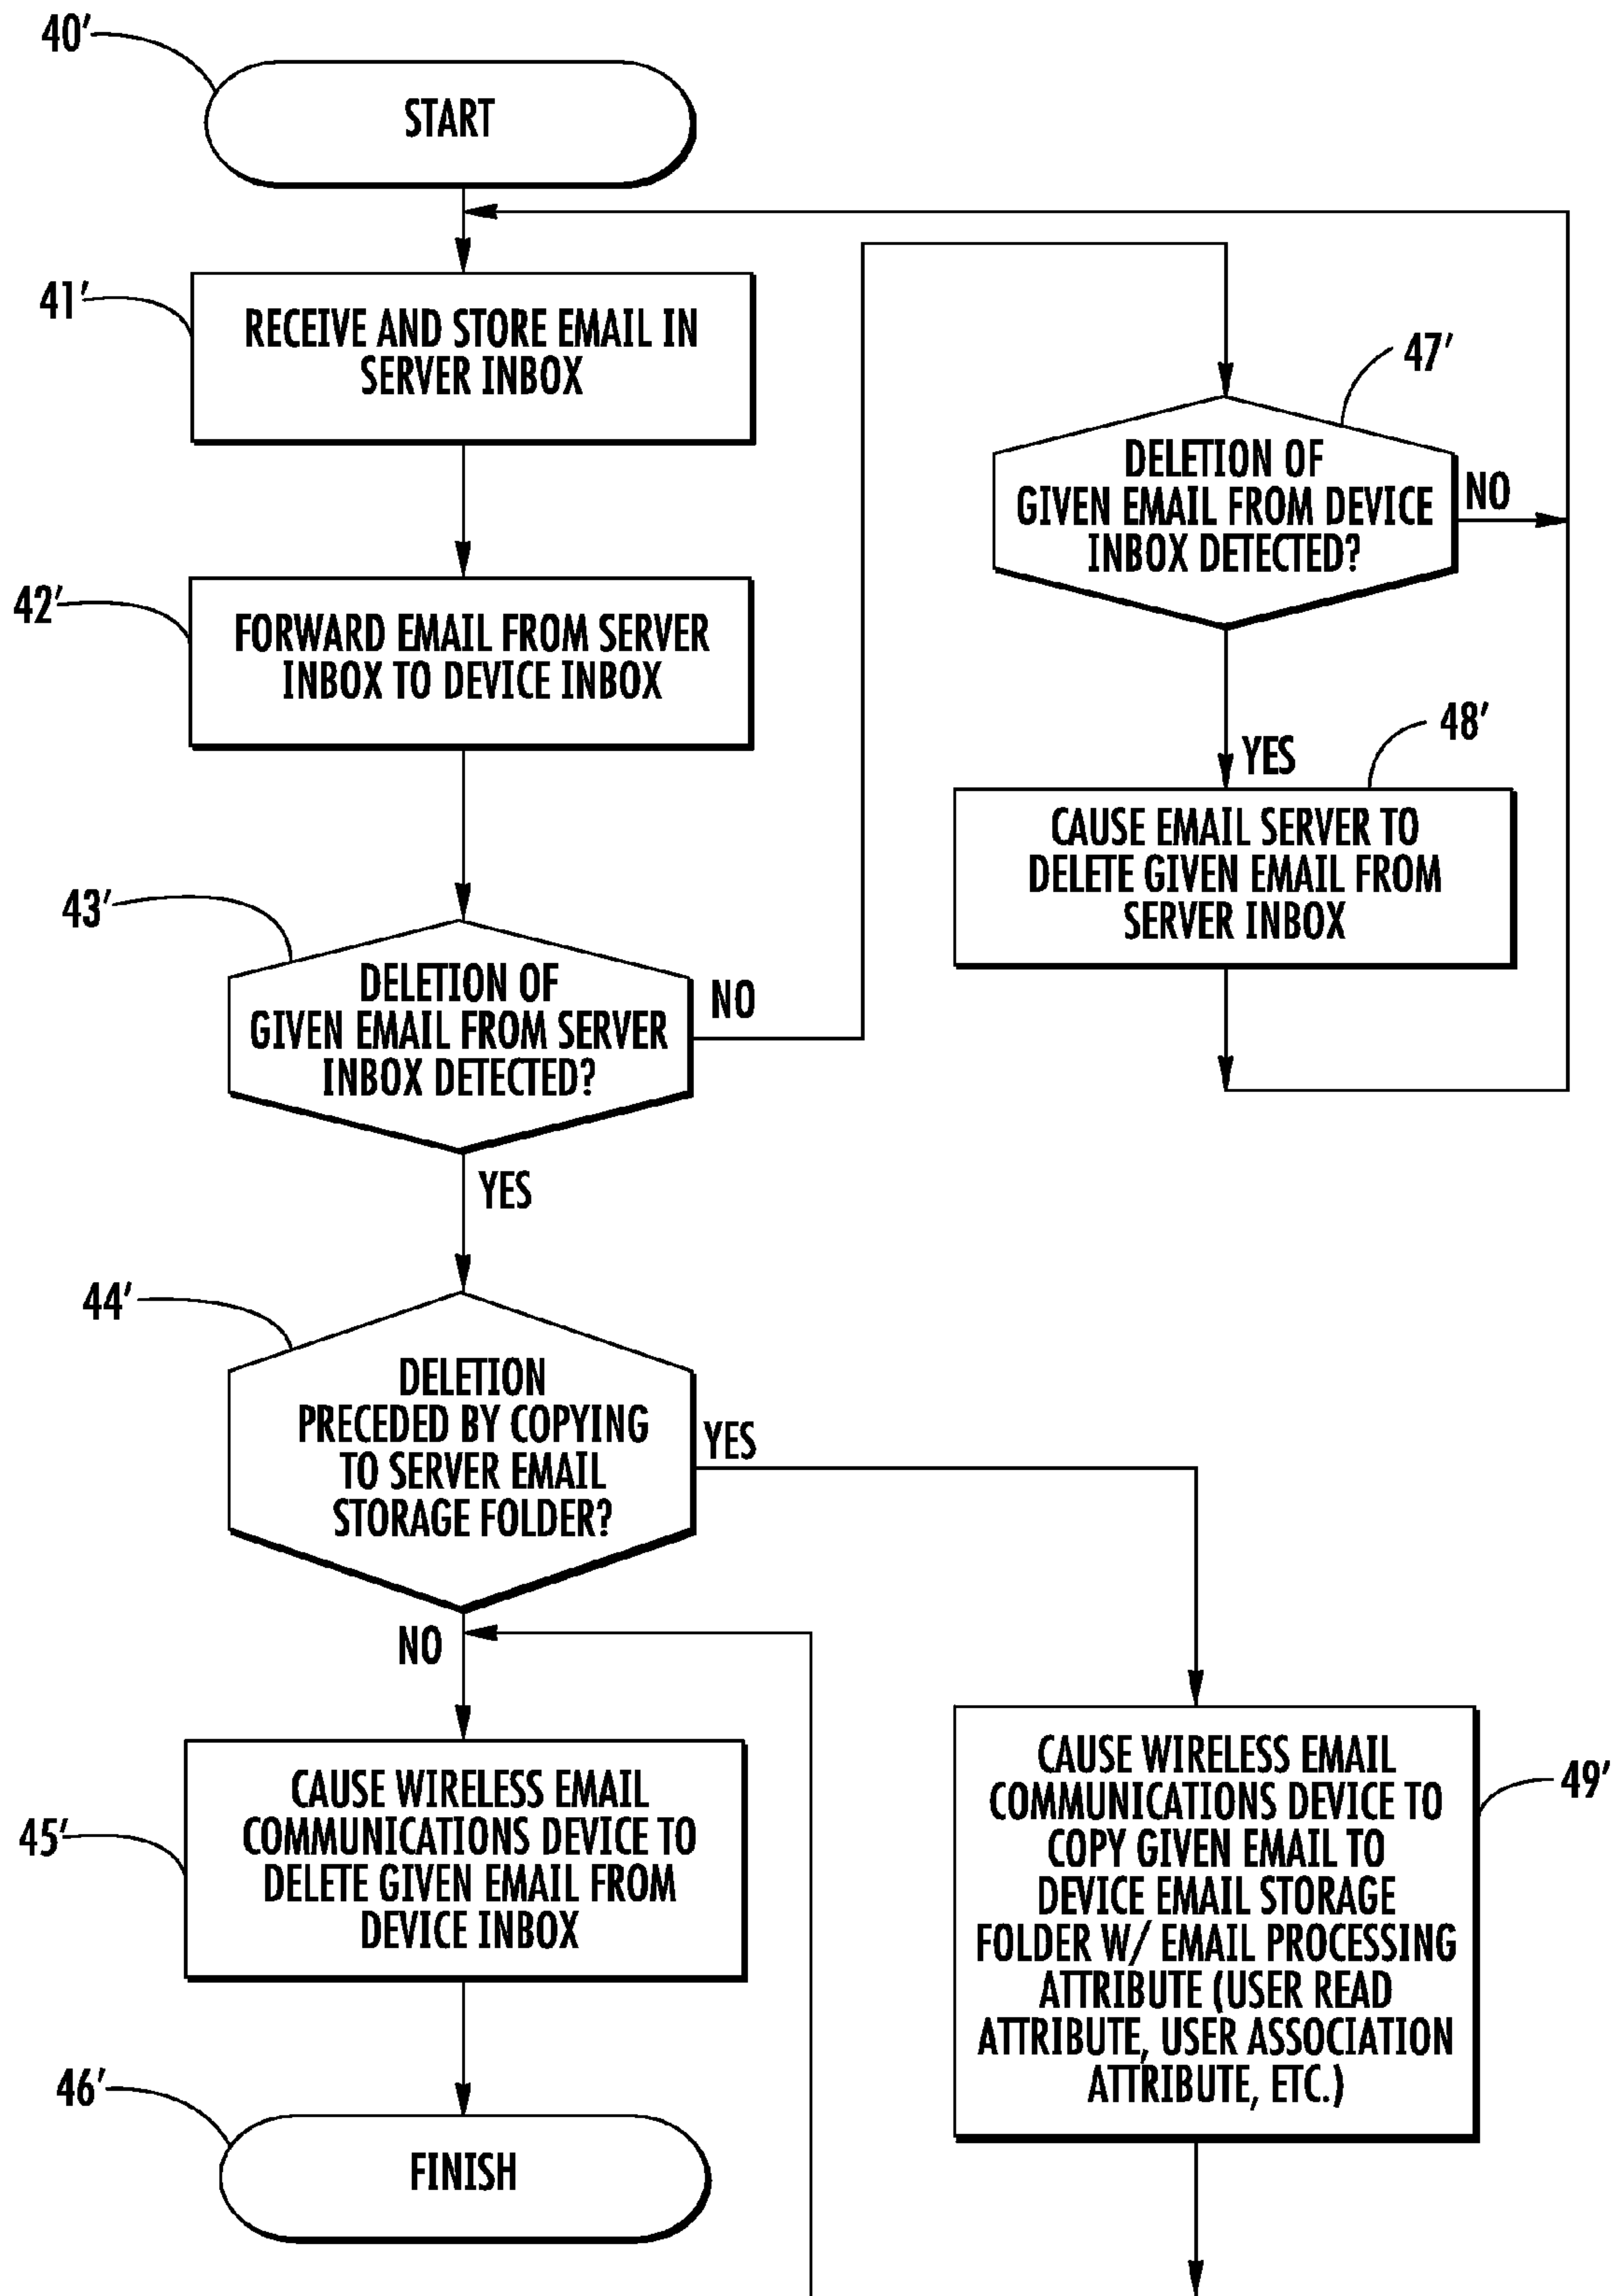 40'
START
41'
RECEIVE AND STORE EMAIL IN
SERVER INBOX
42'
FORWARD EMAIL FROM SERVER
INBOX TO DEVICE INBOX
43'
DELETION OF
GIVEN EMAIL FROM SERVER
INBOX DETECTED?
NO
YES
47'
DELETION OF
GIVEN EMAIL FROM DEVICE
INBOX DETECTED?
NO
YES
48'
CAUSE EMAIL SERVER TO
DELETE GIVEN EMAIL FROM
SERVER INBOX
44'
DELETION
PRECEDED BY COPYING
TO SERVER EMAIL
STORAGE FOLDER?
YES
NO
45'
CAUSE WIRELESS EMAIL
COMMUNICATIONS DEVICE TO
DELETE GIVEN EMAIL FROM
DEVICE INBOX
49'
CAUSE WIRELESS EMAIL
COMMUNICATIONS DEVICE TO
COPY GIVEN EMAIL TO
DEVICE EMAIL STORAGE
FOLDER W/ EMAIL PROCESSING
ATTRIBUTE (USER READ
ATTRIBUTE, USER ASSOCIATION
ATTRIBUTE, ETC.)
46'
FINISH